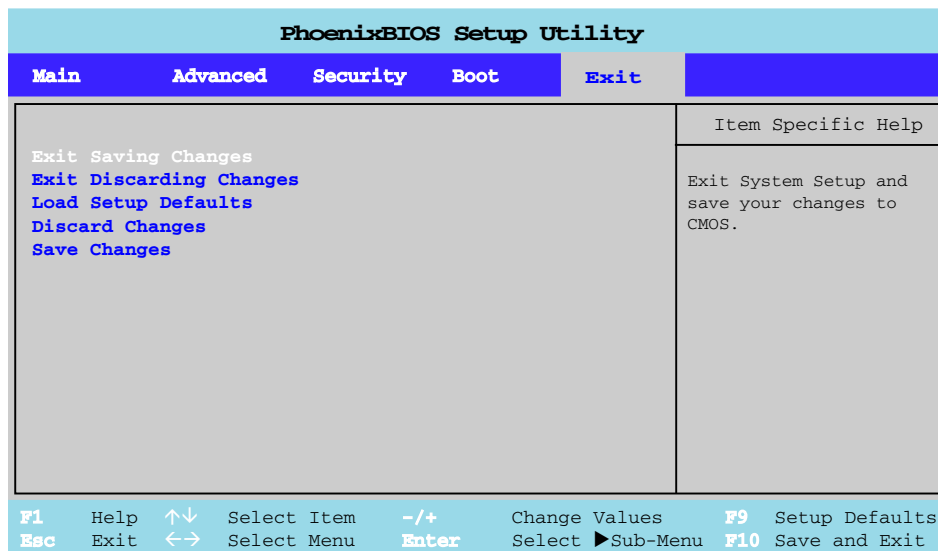 PhoenixBIOS Setup Utility
Main Advanced Security Boot Exit
Item Specific Help
Exit Saving Changes
Exit Discarding Changes
Load Setup Defaults
Discard Changes
Save Changes
Exit System Setup and
save your changes to
CMOS.
F1 Help ↑↓ Select Item -/+ Change Values F9 Setup Defaults
Esc Exit ←→ Select Menu Enter Select ▶Sub-Menu F10 Save and Exit